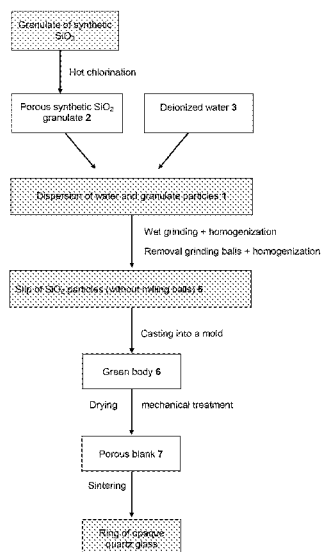 Granulate of synthetic
SiO₂
Hot chlorination
Porous synthetic SiO₂
granulate 2
Deionized water 3
Dispersion of water and granulate particles 1
Wet grinding + homogenization
Removal grinding balls + homogenization
Slip of SiO₂ particles (without milling balls) 5
Casting into a mold
Green body 6
Drying
mechanical treatment
Porous blank 7
Sintering
Ring of opaque
quartz glass